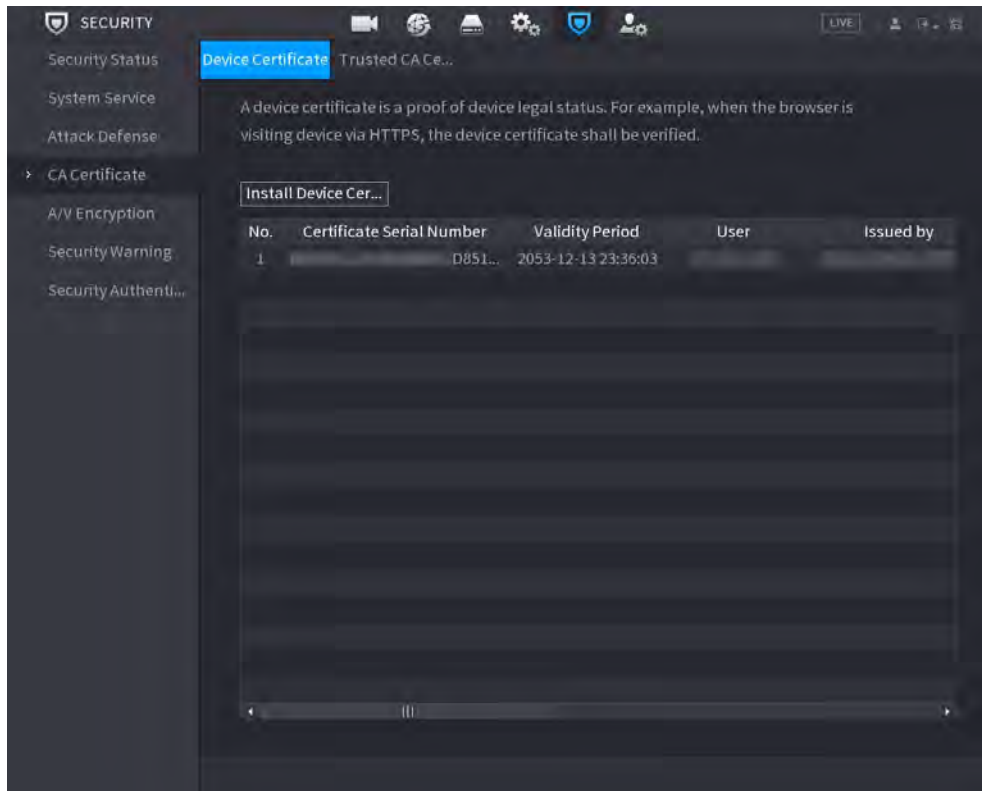 SECURITY
LIVE
Security Status
System Service
Attack Defense
CA Certificate
A/V Encryption
Security Warning
Security Authenti...
Device Certificate
Trusted CA Ce...
A device certificate is a proof of device legal status. For example, when the browser is
visiting device via HTTPS, the device certificate shall be verified.
Install Device Cer...
No. Certificate Serial Number Validity Period User Issued by
1 D851... 2053-12-13 23:36:03